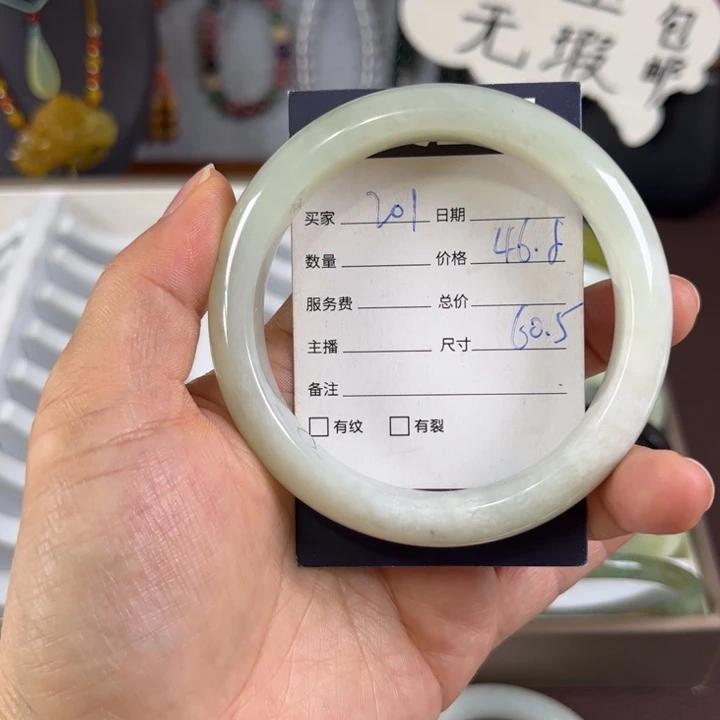 无瑕
包邮
买家 201 日期
数量 价格 46.8
服务费 总价
主播 尺寸 60.5
备注
□有纹 □有裂